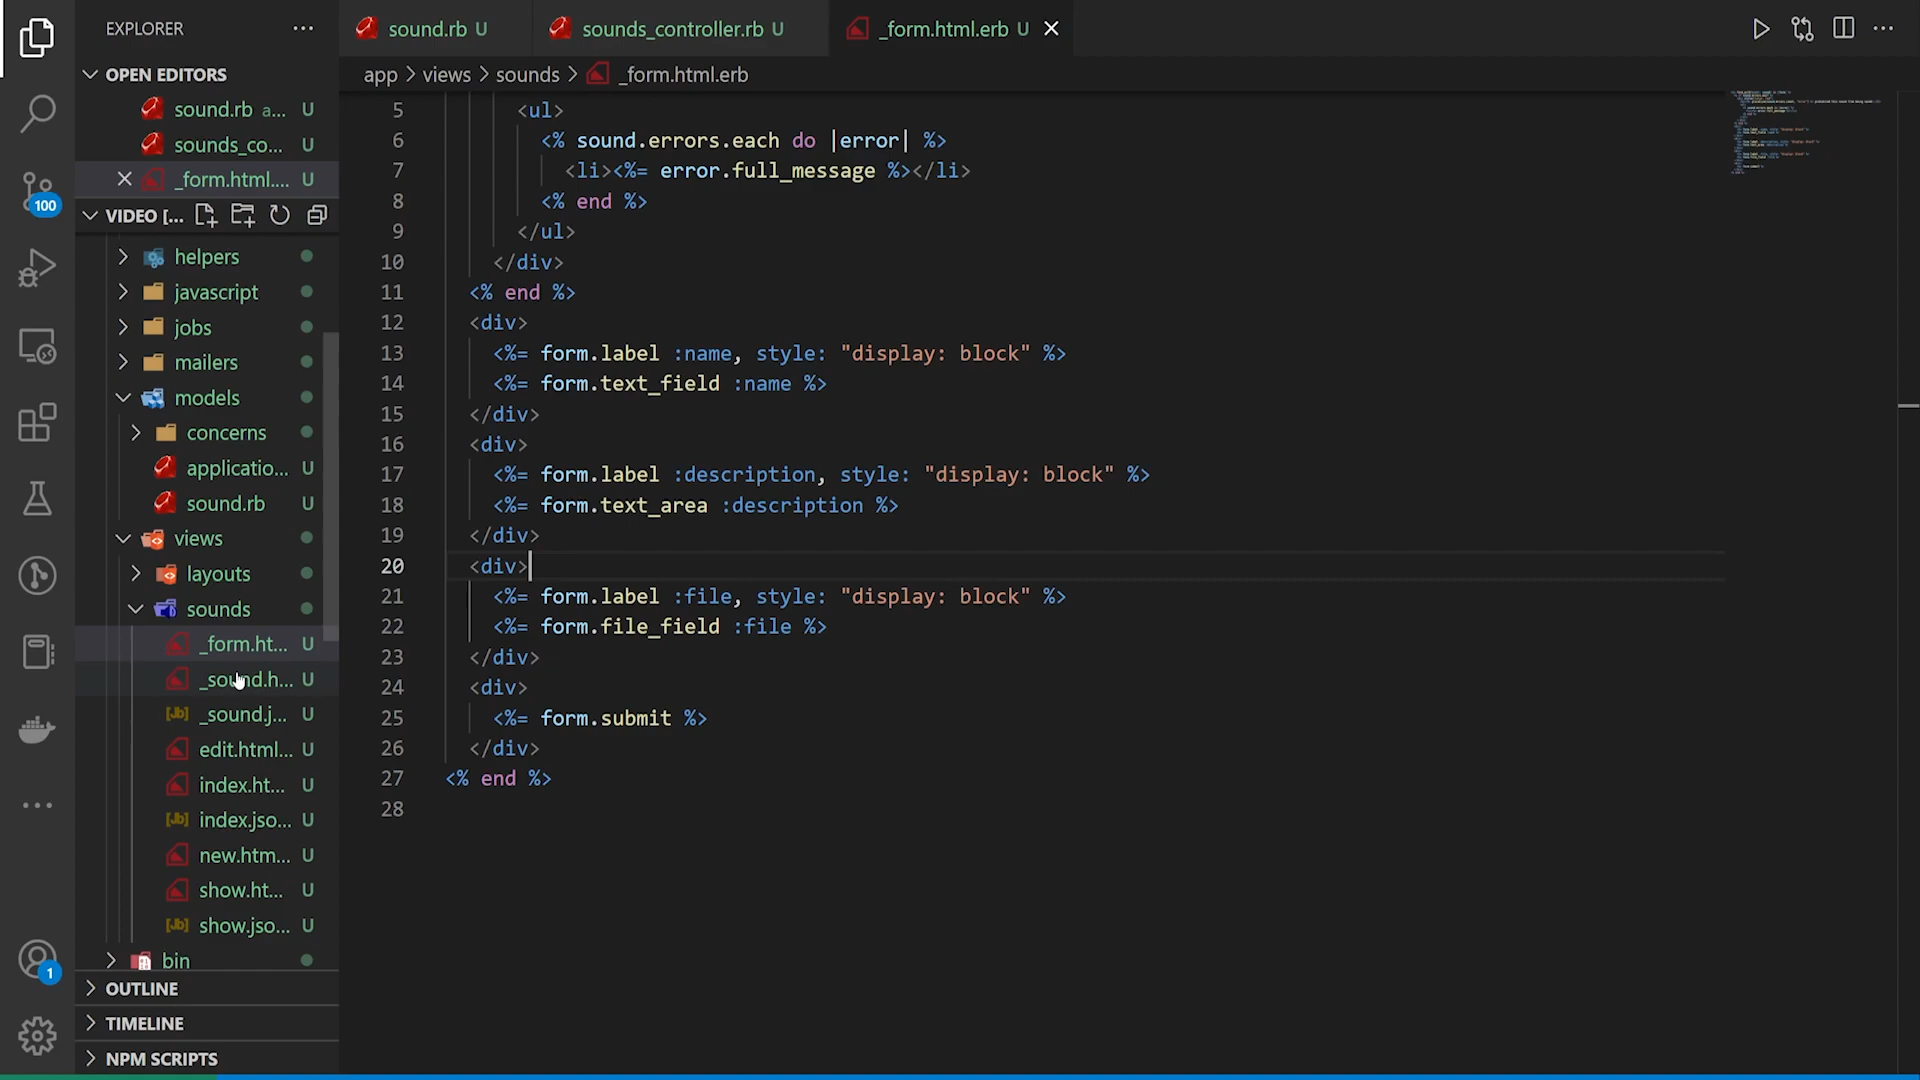 EXPLORER
OPEN EDITORS
sound.rb a... U
sounds_co... U
_form.html.... U
VIDEO [...
helpers
javascript
jobs
mailers
models
concerns
applicatio... U
sound.rb U
views
layouts
sounds
_form.ht... U
_sound.h... U
[Jb] _sound.j... U
edit.html... U
index.ht... U
[Jb] index.jso... U
new.htm... U
show.ht... U
[Jb] show.jso... U
bin
OUTLINE
TIMELINE
NPM SCRIPTS
100
1
sound.rb U
sounds_controller.rb U
_form.html.erb U
app > views > sounds > _form.html.erb
5 <ul>
6 <% sound.errors.each do |error| %>
7 <li><%= error.full_message %></li>
8 <% end %>
9 </ul>
10 </div>
11 <% end %>
12 <div>
13 <%= form.label :name, style: "display: block" %>
14 <%= form.text_field :name %>
15 </div>
16 <div>
17 <%= form.label :description, style: "display: block" %>
18 <%= form.text_area :description %>
19 </div>
20 <div>
21 <%= form.label :file, style: "display: block" %>
22 <%= form.file_field :file %>
23 </div>
24 <div>
25 <%= form.submit %>
26 </div>
27 <% end %>
28